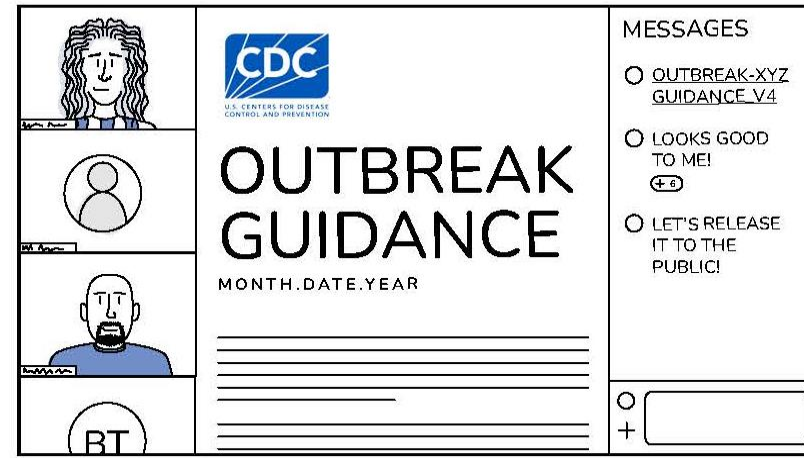 CDC
U.S. CENTERS FOR DISEASE
CONTROL AND PREVENTION
OUTBREAK
GUIDANCE
MONTH.DATE.YEAR
BT
MESSAGES
OUTBREAK-XYZ
GUIDANCE_V4
LOOKS GOOD
TO ME!
+ 6
LET'S RELEASE
IT TO THE
PUBLIC!
+